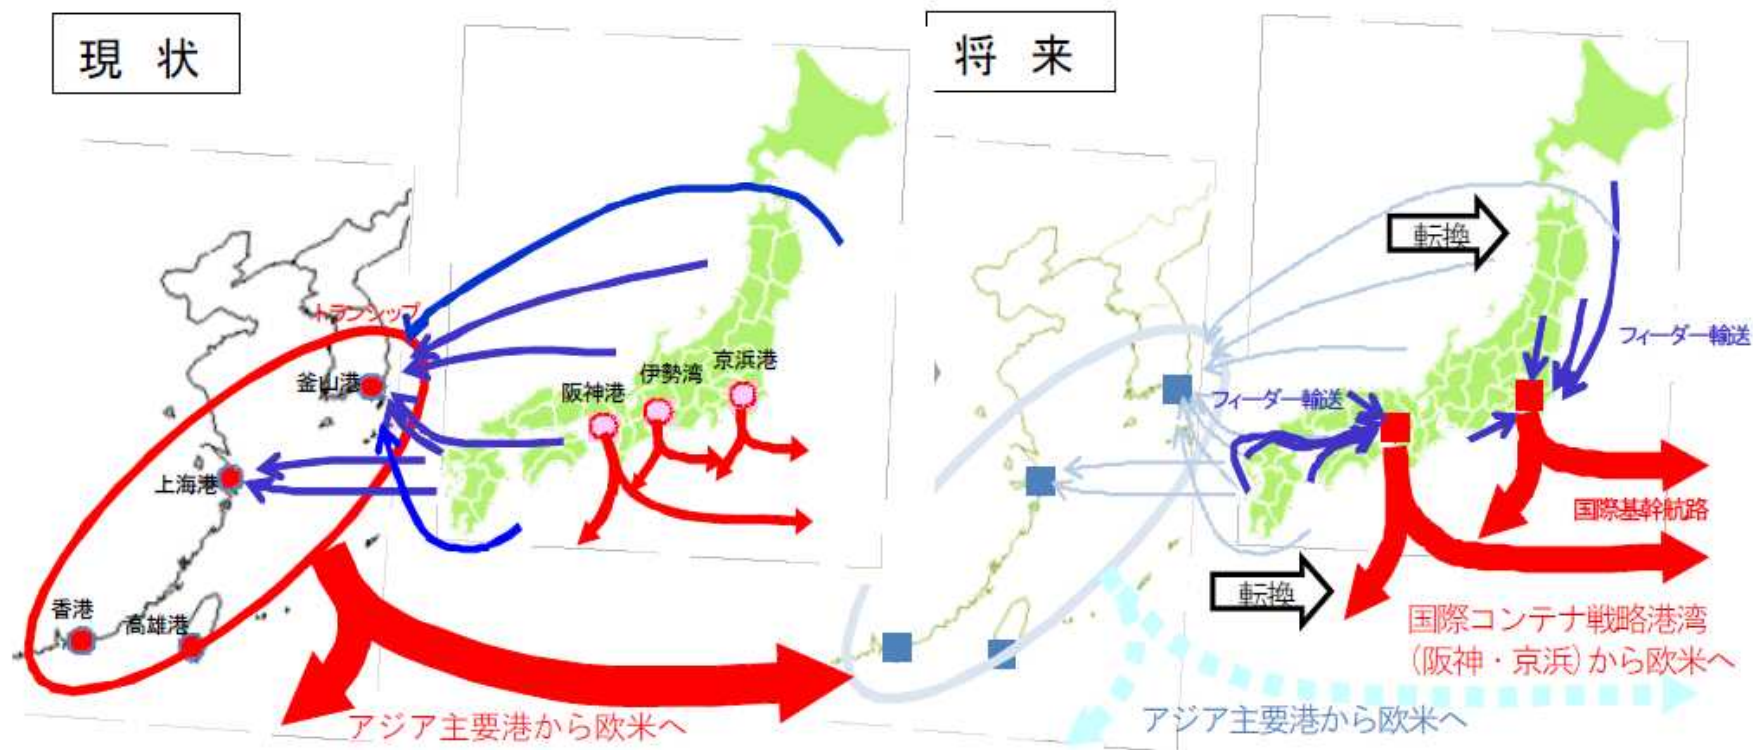 現 状
トランシップ
釜山港
阪神港
伊勢湾
京浜港
上海港
香港
高雄港
アジア主要港から欧米へ
将 来
転換
フィーダー輸送
フィーダー輸送
国際基幹航路
転換
国際コンテナ戦略港湾
(阪神・京浜)から欧米へ
アジア主要港から欧米へ